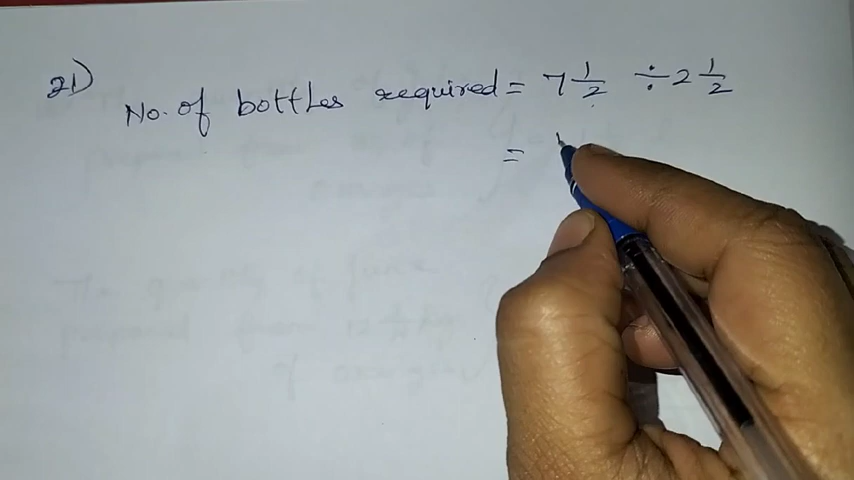 21)
No. of bottles required = 7 1/2 ÷ 2 1/2
=